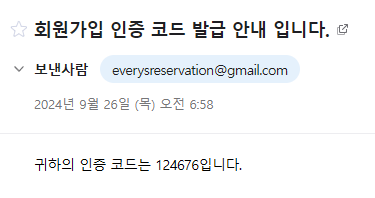 회원가입 인증 코드 발급 안내 입니다.
보낸사람 everysreservation@gmail.com
2024년 9월 26일 (목) 오전 6:58
귀하의 인증 코드는 124676입니다.